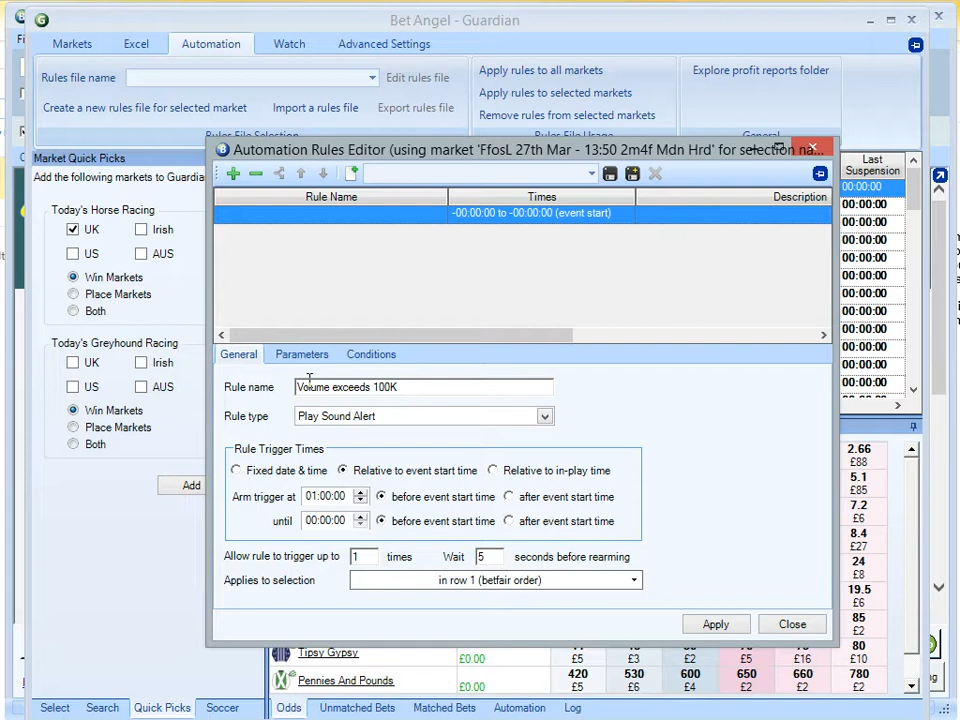 Bet Angel - Guardian
Markets Excel Automation Watch Advanced Settings
Rules file name Edit rules file
Create a new rules file for selected market Import a rules file Export rules file
Rules File Selection
Apply rules to all markets
Apply rules to selected markets
Remove rules from selected markets
Rules File Usage
Explore profit reports folder
General
Market Quick Picks
Add the following markets to Guardia
Today's Horse Racing
UK Irish
US AUS
Win Markets
Place Markets
Both
Today's Greyhound Racing
UK Irish
US AUS
Win Markets
Place Markets
Both
Add
Select Search Quick Picks Soccer
Automation Rules Editor (using market 'FfosL 27th Mar - 13:50 2m4f Mdn Hrd' for selection na...
Rule Name Times Description
-00:00:00 to -00:00:00 (event start)
General Parameters Conditions
Rule name Volume exceeds 100K
Rule type Play Sound Alert
Rule Trigger Times
Fixed date & time Relative to event start time Relative to in-play time
Arm trigger at 01:00:00 before event start time after event start time
until 00:00:00 before event start time after event start time
Allow rule to trigger up to 1 times Wait 5 seconds before rearming
Applies to selection in row 1 (betfair order)
Apply Close
Last
Suspension
00:00:00
00:00:00
00:00:00
00:00:00
00:00:00
00:00:00
00:00:00
00:00:00
00:00:00
00:00:00
00:00:00
00:00:00
2.66
£88
5.1
£85
7.2
£6
8.4
£27
24
£8
19.5
£6
85
£2
Tipsy Gypsy £0.00 £5 £3 £2 £5 £16 80
£10
Pennies And Pounds £0.00 420 530 600 650 660 780
£5 £6 £4 £2 £2 £2
Odds Unmatched Bets Matched Bets Automation Log